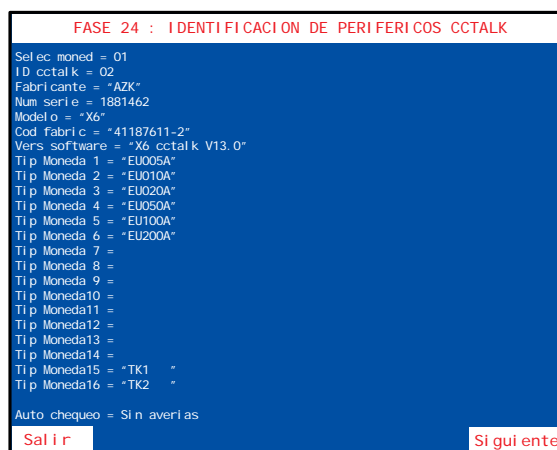 FASE 24 : IDENTIFICACION DE PERIFERICOS CCTALK
Selec moned = 01
ID cctalk = 02
Fabricante = “AZK”
Num serie = 1881462
Modelo = “X6”
Cod fabric = “41187611-2”
Vers software = “X6 cctalk V13.0”
Tip Moneda 1 = “EU005A”
Tip Moneda 2 = “EU010A”
Tip Moneda 3 = “EU020A”
Tip Moneda 4 = “EU050A”
Tip Moneda 5 = “EU100A”
Tip Moneda 6 = “EU200A”
Tip Moneda 7 =
Tip Moneda 8 =
Tip Moneda 9 =
Tip Moneda10 =
Tip Moneda11 =
Tip Moneda12 =
Tip Moneda13 =
Tip Moneda14 =
Tip Moneda15 = “TK1   ”
Tip Moneda16 = “TK2   ”
Auto chequeo = Sin averias
Salir
Siguiente